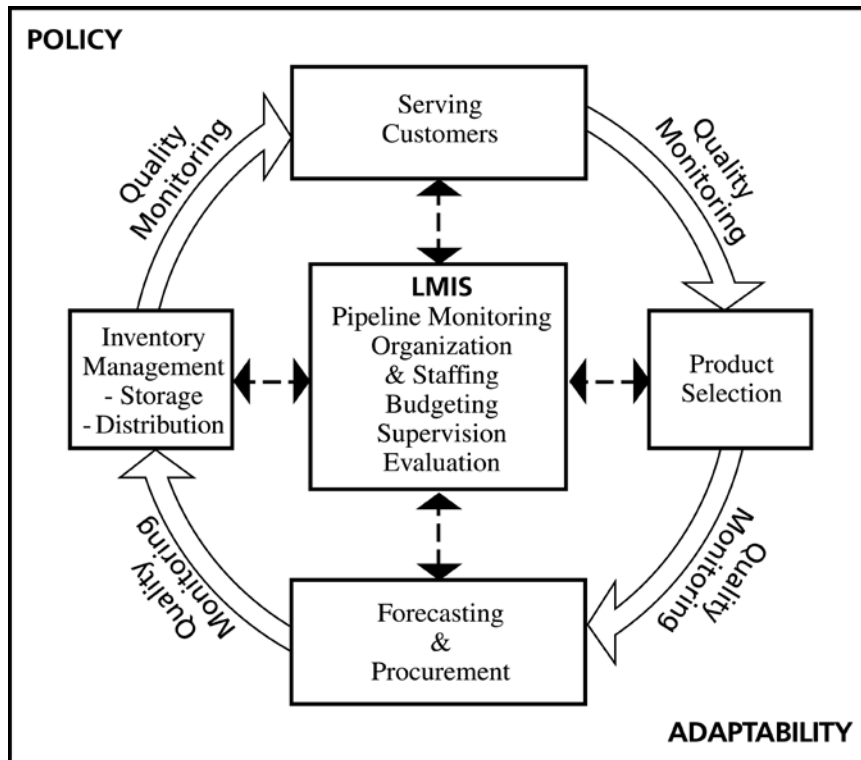 POLICY
Serving
Customers
Quality
Monitoring
Quality
Monitoring
LMIS
Pipeline Monitoring
Organization
& Staffing
Budgeting
Supervision
Evaluation
Inventory
Management
- Storage
- Distribution
Product
Selection
Quality
Monitoring
Quality
Monitoring
Forecasting
&
Procurement
ADAPTABILITY